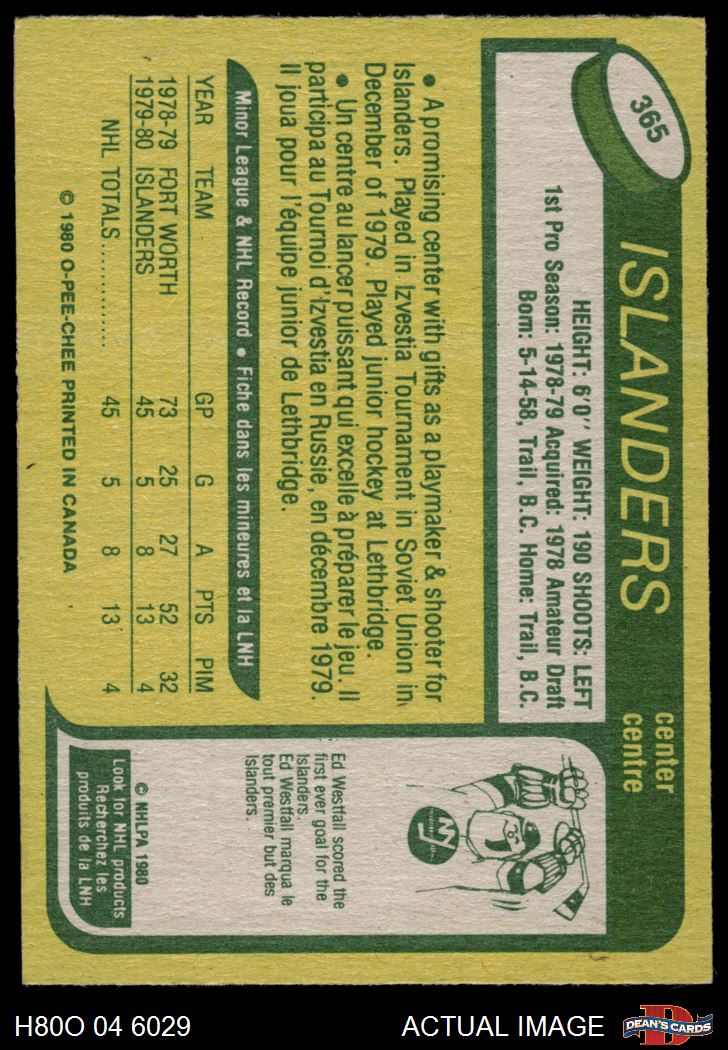 365
ISLANDERS
center
centre
HEIGHT: 6'0" WEIGHT: 190 SHOOTS: LEFT
1st Pro Season: 1978-79 Acquired: 1978 Amateur Draft
Born: 5-14-58, Trail, B.C. Home: Trail, B.C.
• A promising center with gifts as a playmaker & shooter for
Islanders. Played in Izvestia Tournament in Soviet Union in
December of 1979. Played junior hockey at Lethbridge.
• Un centre au lancer puissant qui excelle à préparer le jeu. Il
participa au Tournoi d'Izvestia en Russie, en décembre 1979.
Il joua pour l'équipe junior de Lethbridge.
Minor League & NHL Record • Fiche dans les mineures et la LNH
YEAR TEAM GP G A PTS PIM
1978-79 FORT WORTH 73 25 27 52 32
1979-80 ISLANDERS 45 5 8 13 4
NHL TOTALS .............. 45 5 8 13 4
© 1980 O-PEE-CHEE PRINTED IN CANADA
NY
Ed Westfall scored the
first ever goal for the
Islanders.
Ed Westfall marqua le
tout premier but des
Islanders.
© NHLPA 1980
Look for NHL products
Recherchez les
produits de la LNH
H80O 04 6029
ACTUAL IMAGE
D
DEAN'S CARDS